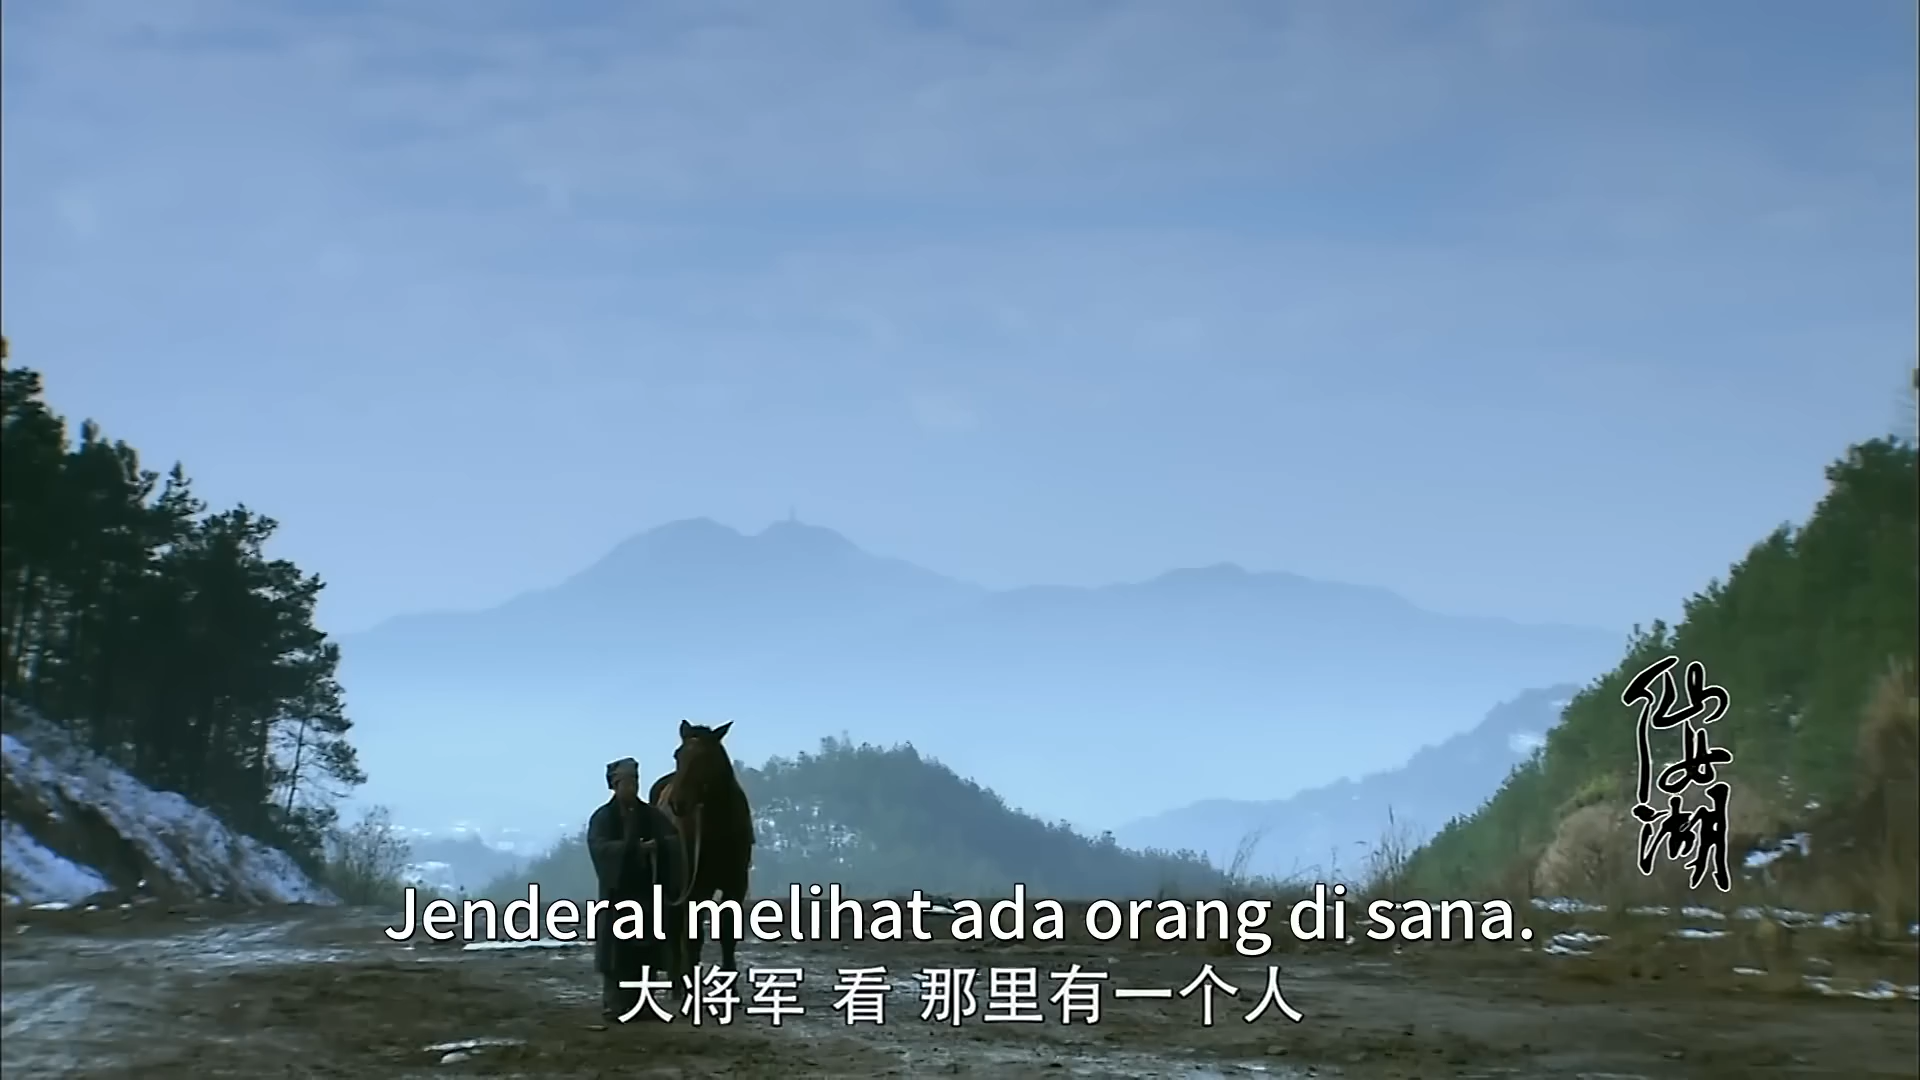 仙女湖
Jenderal melihat ada orang di sana.
大将军 看 那里有一个人